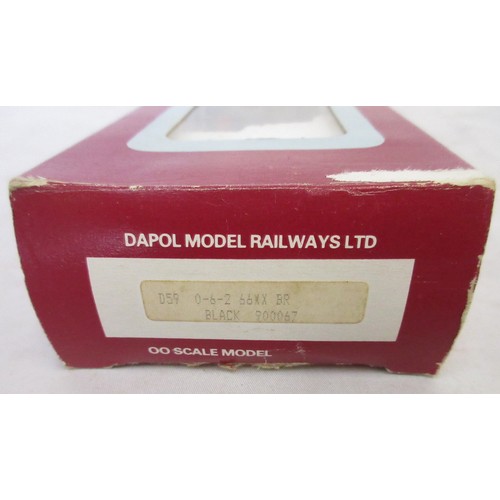 DAPOL MODEL RAILWAYS LTD
D59 0-6-2 66XX BR
BLACK 900067
OO SCALE MODEL